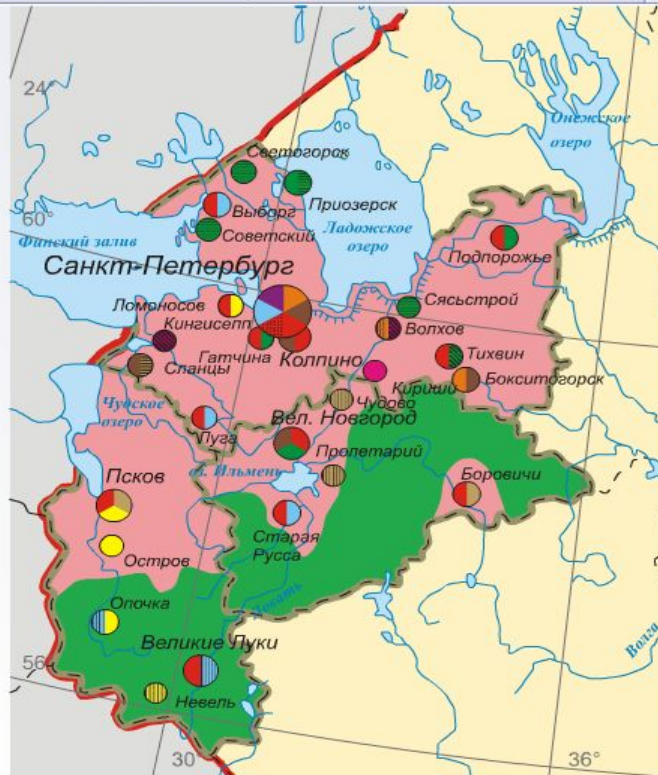 24°
Онежское
озеро
Светогорск
Приозерск
60°
Выборг
Ладожское
озеро
Советский
Финский залив
Подпорожье
Санкт-Петербург
Ломоносов
Сясьстрой
Кингисепп
Волхов
Гатчина
Колпино
Тихвин
Сланцы
Кириши
Бокситогорск
Чудское
озеро
Чудово
Луга
Вел. Новгород
Пролетарий
оз. Ильмень
Боровичи
Псков
Старая
Русса
Остров
Ловать
Опочка
Волга
Великие Луки
56
Невель
30
36°